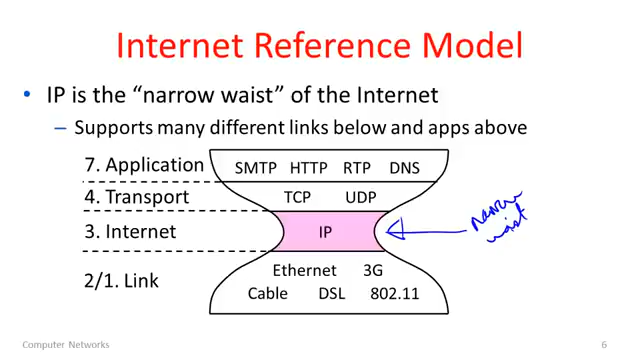 Internet Reference Model
• IP is the “narrow waist” of the Internet
– Supports many different links below and apps above
7. Application SMTP HTTP RTP DNS
4. Transport TCP UDP
3. Internet IP
narrow
waist
2/1. Link
Ethernet 3G
Cable DSL 802.11
Computer Networks 6